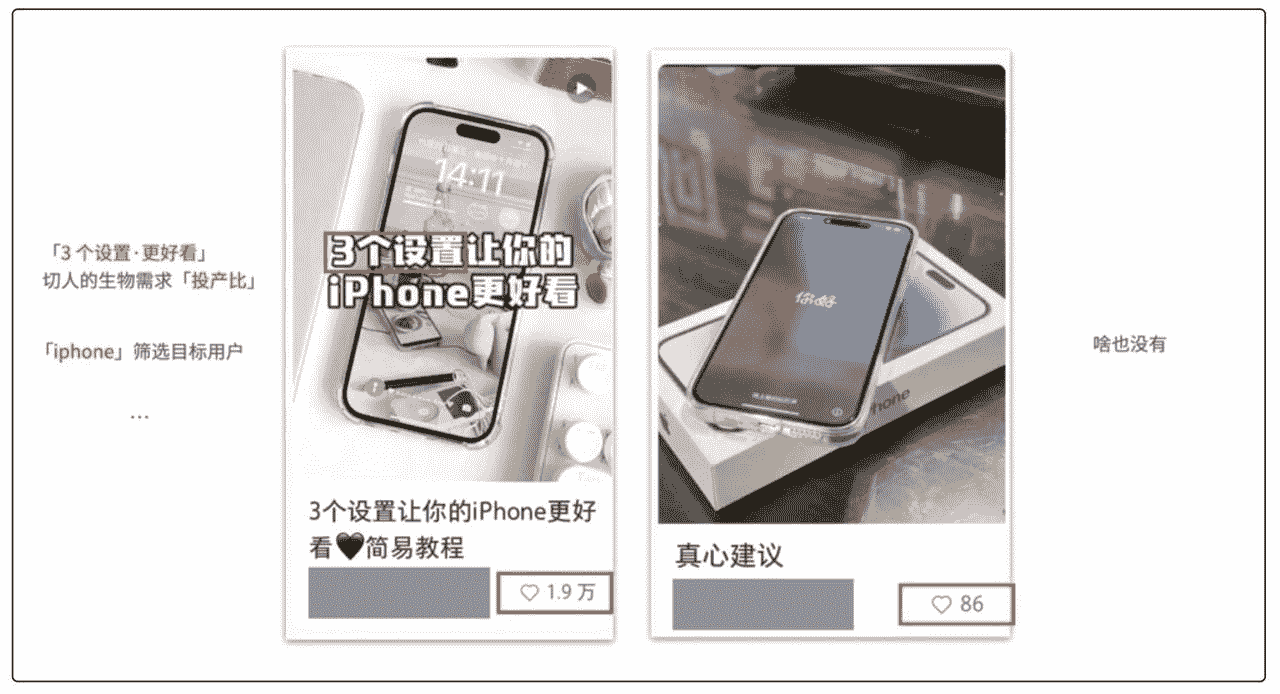 「3 个设置·更好看」
切人的生物需求「投产比」
「iphone」筛选目标用户
…
14:11
3个设置让你的
iPhone更好看
3个设置让你的iPhone更好
看🖤简易教程
1.9 万
你好
hone
真心建议
86
啥也没有